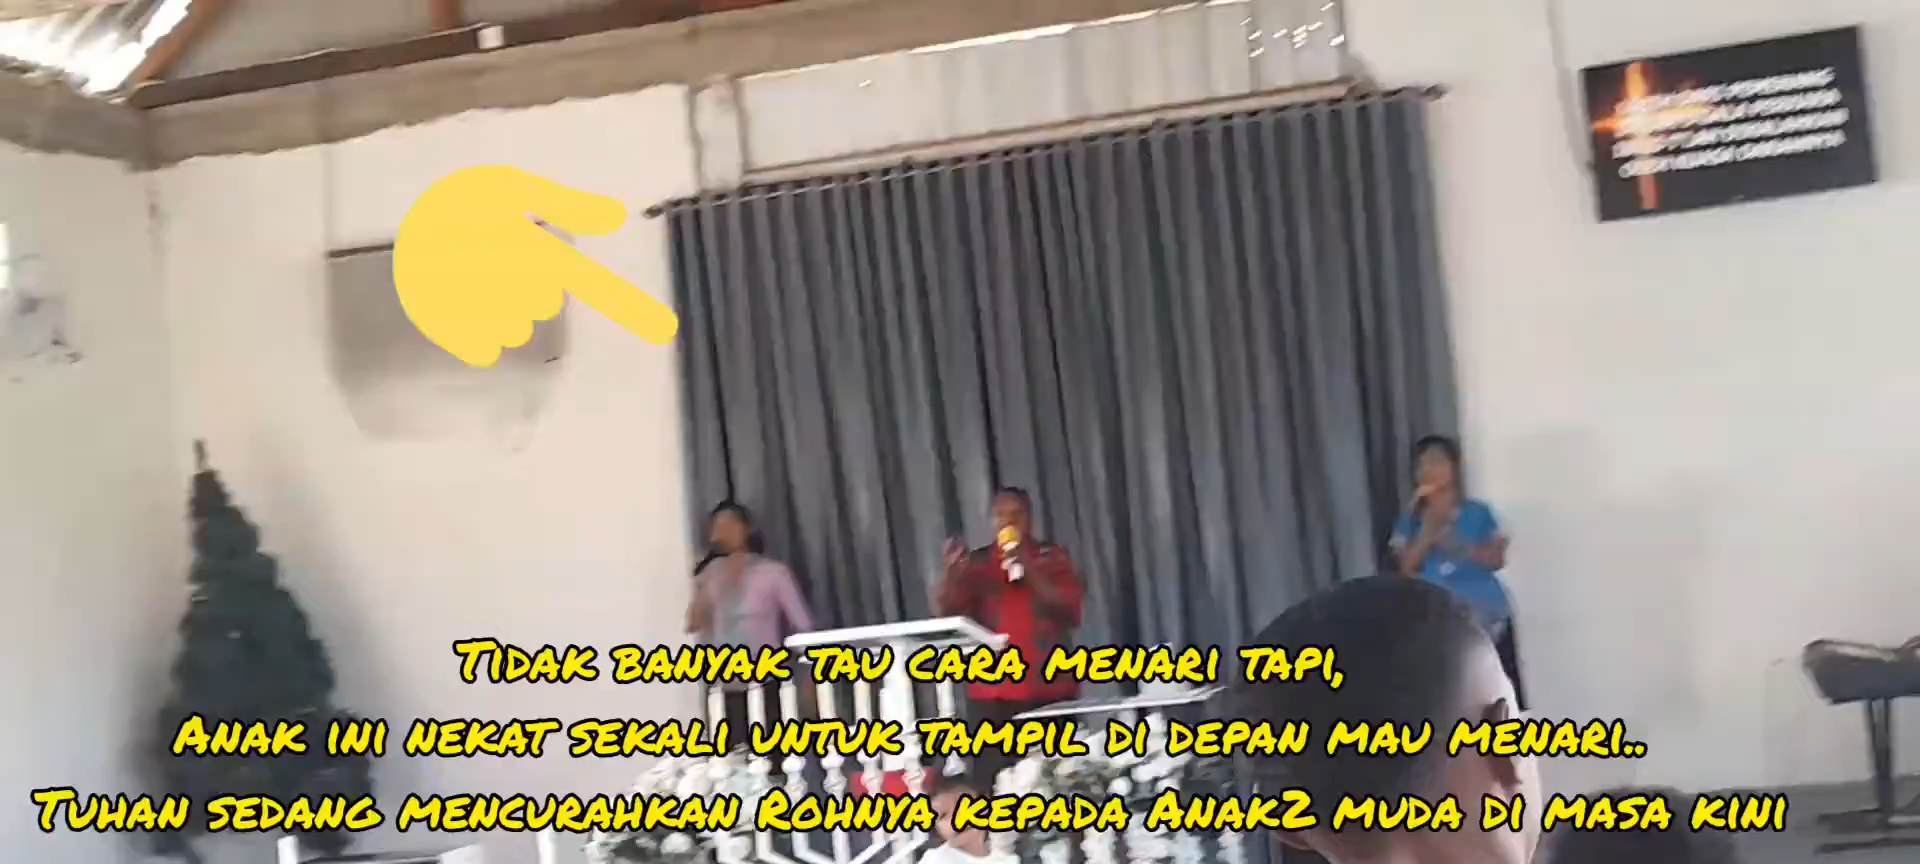 Tidak banyak tau cara menari tapi,
Anak ini nekat sekali untuk tampil di depan mau menari..
Tuhan sedang mencurahkan Rohnya kepada Anak2 muda di masa kini